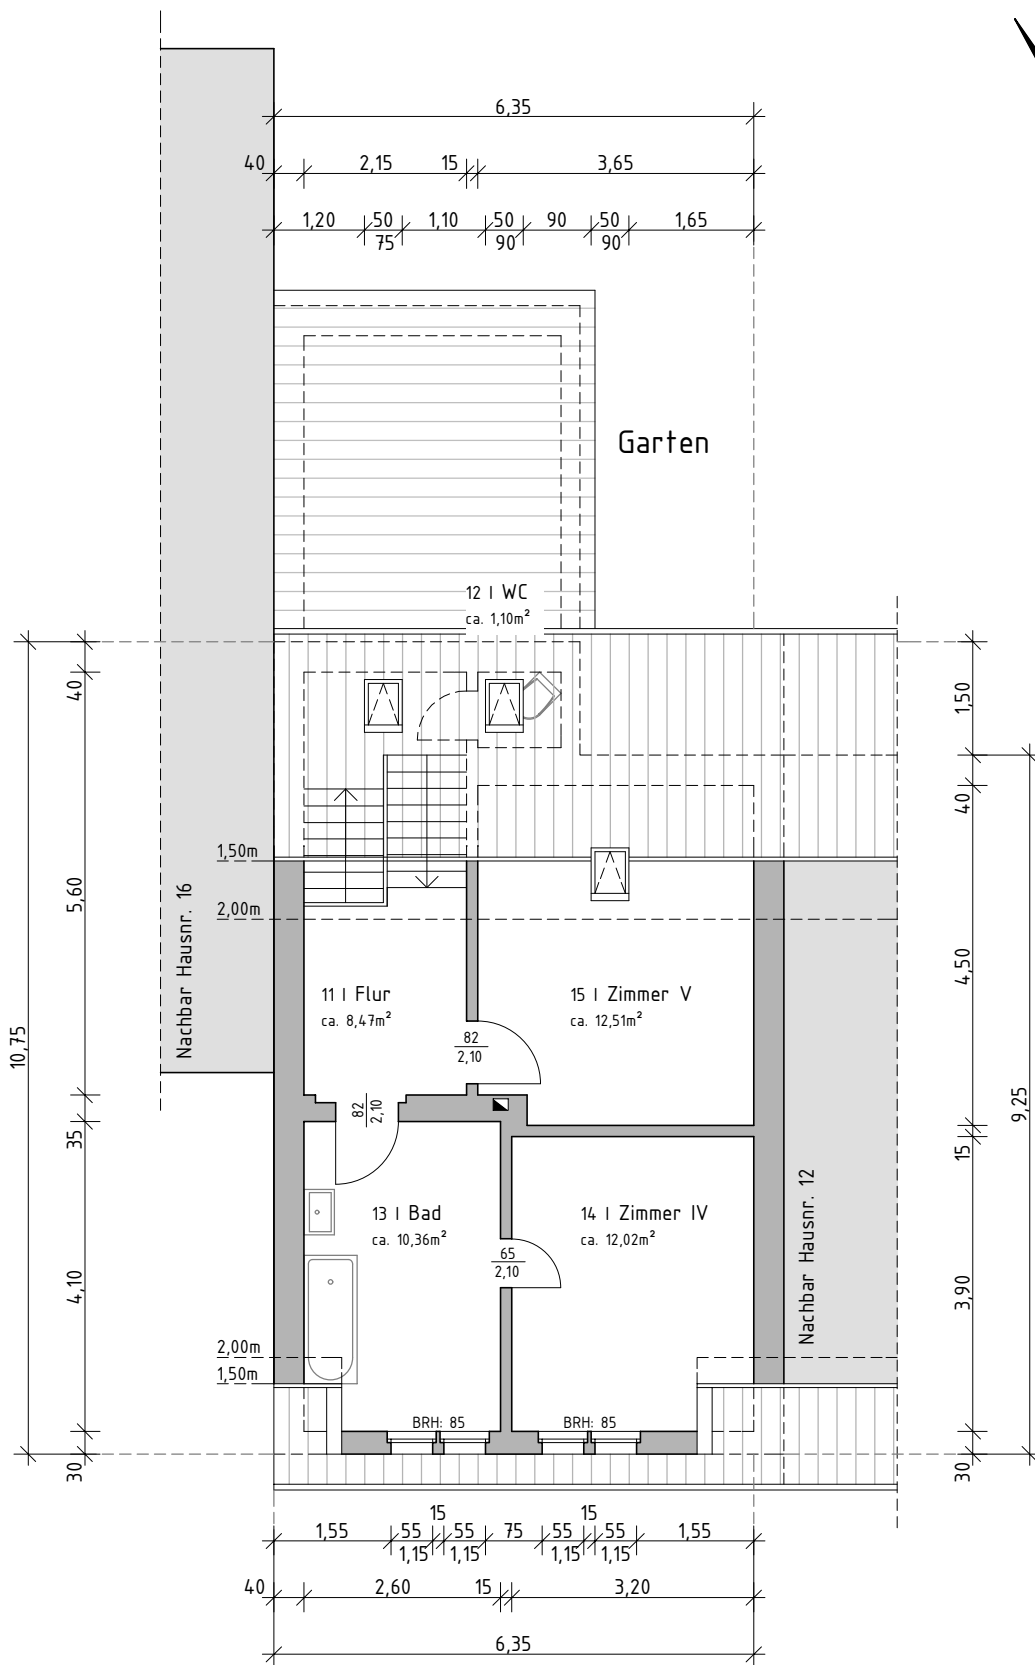 6,35
40 2,15 15 3,65
1,20 50 1,10 50 90 50 1,65
75 90 90
Garten
12 | WC
ca. 1,10m²
40
1,50
40
1,50m
5,60
2,00m
Nachbar Hausnr. 16
4,50
11 | Flur
ca. 8,47m²
15 | Zimmer V
ca. 12,51m²
10,75
82
2,10
82
2,10
9,25
35
15
13 | Bad
ca. 10,36m²
14 | Zimmer IV
ca. 12,02m²
Nachbar Hausnr. 12
65
2,10
4,10
3,90
2,00m
1,50m
BRH: 85 BRH: 85
30
30
15 15
1,55 55 55 75 55 55 1,55
1,15 1,15 1,15 1,15
40 2,60 15 3,20
6,35